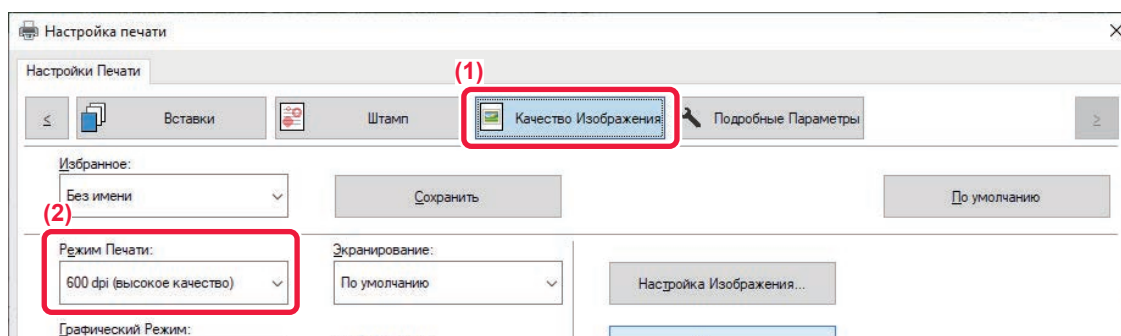 Настройка печати
Настройки Печати
(1)
<
Вставки
Штамп
Качество Изображения
Подробные Параметры
>
Избранное:
Без имени
Сохранить
По умолчанию
(2)
Режим Печати:
Экранирование:
600 dpi (высокое качество)
По умолчанию
Настройка Изображения...
Графический Режим: